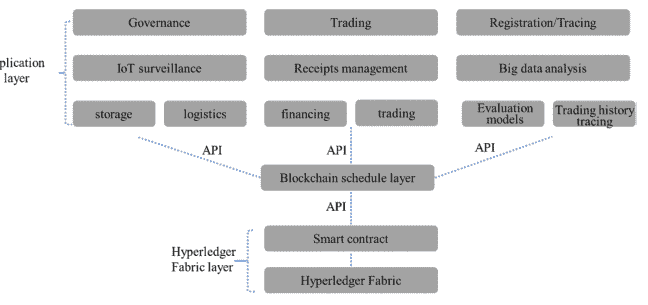 Governance
Trading
Registration/Tracing
plication
layer
IoT surveillance
Receipts management
Big data analysis
storage
logistics
financing
trading
Evaluation
models
Trading history
tracing
API
API
API
Blockchain schedule layer
API
Smart contract
Hyperledger
Fabric layer
Hyperledger Fabric